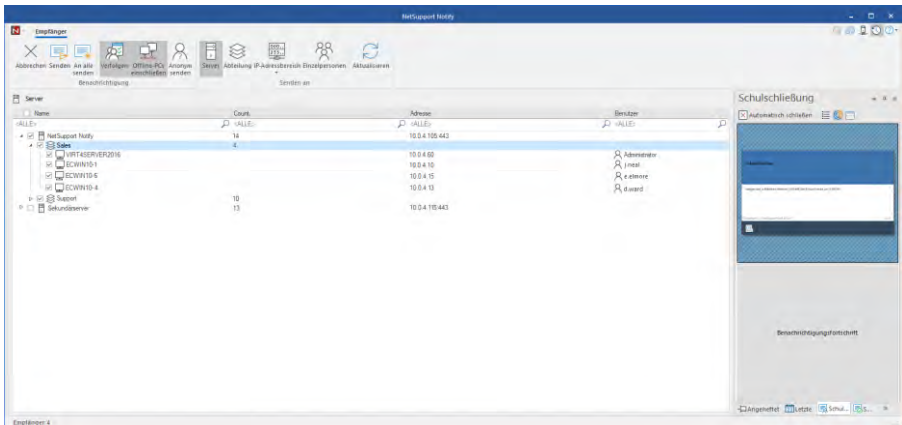 NetSupport Notify
Empfänger
Abbrechen Senden An alle senden Verfolgen Offline-PCs einschließen Anonym senden Server Abteilung IP-Adressbereich Einzelpersonen Aktualisieren
Benachrichtigung Senden an
Server
Name Count Adresse Benutzer
<ALLE> <ALLE> <ALLE> <ALLE>
NetSupport Notify 14 10.0.4.105:443
Sales 4
VIRT4SERVER2016 10.0.4.60 Administrator
ECWIN10-1 10.0.4.10 j.neal
ECWIN10-6 10.0.4.15 e.elmore
ECWIN10-4 10.0.4.13 d.ward
Support 10
Sekundäserver 13 10.0.4.115:443
Schulschließung
Automatisch schließen
Benachrichtigungsfortschritt
Angeheftet Letzte Schul... S...
Empfänger 4